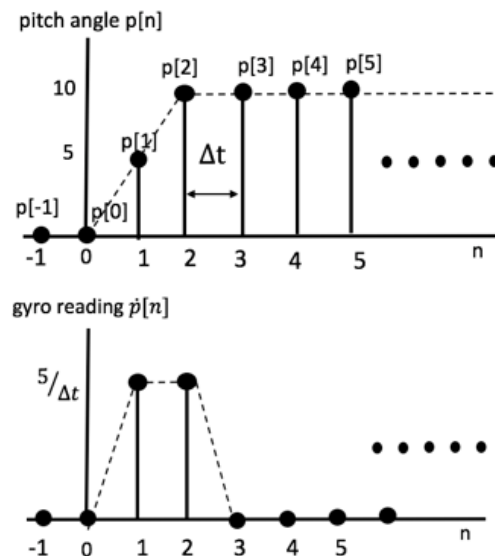 pitch angle p[n]
p[2] p[3] p[4] p[5]
10
5
p[1]
Δt
p[-1] p[0]
-1 0 1 2 3 4 5 n
gyro reading ṗ[n]
5/Δt
-1 0 1 2 3 4 5 n